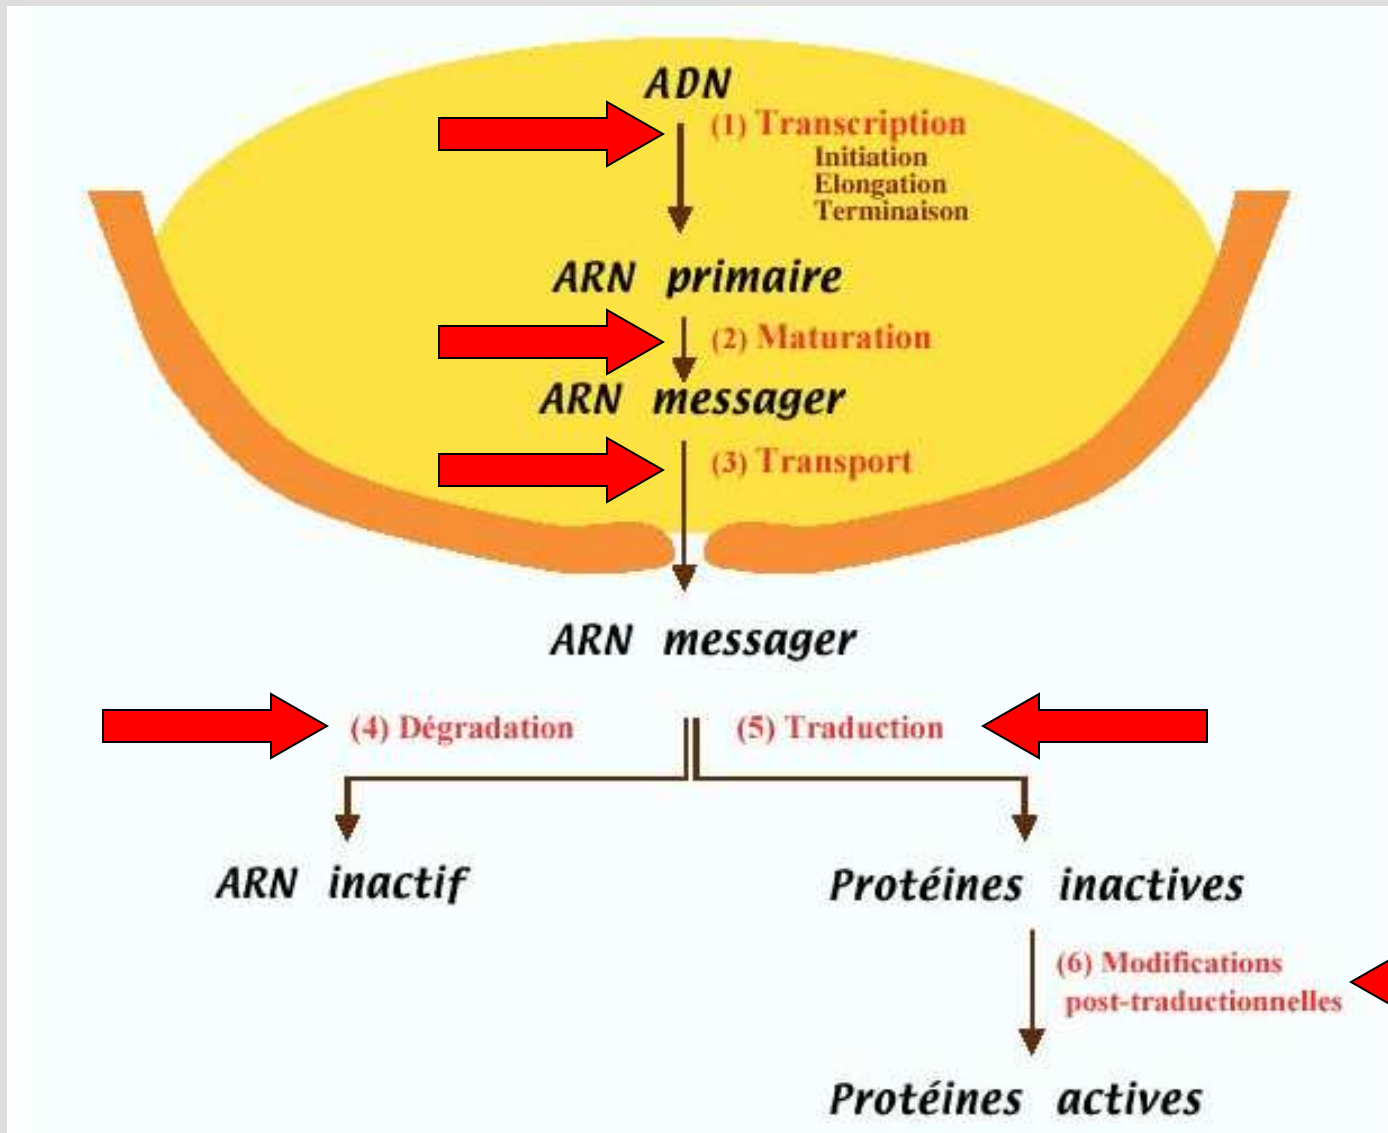 ADN
(1) Transcription
Initiation
Elongation
Terminaison
ARN primaire
(2) Maturation
ARN messager
(3) Transport
ARN messager
(4) Dégradation
(5) Traduction
ARN inactif
Protéines inactives
(6) Modifications
post-traductionnelles
Protéines actives